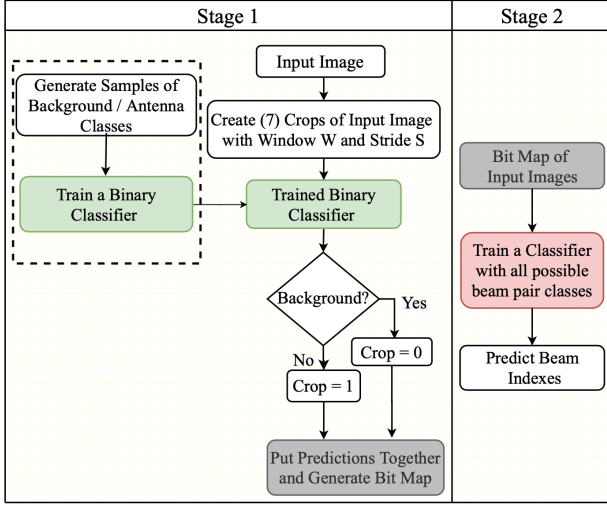 Stage 1
Stage 2
Generate Samples of
Background / Antenna
Classes
Train a Binary
Classifier
Input Image
Create (7) Crops of Input Image
with Window W and Stride S
Trained Binary
Classifier
Background?
Yes
No
Crop = 0
Crop = 1
Put Predictions Together
and Generate Bit Map
Bit Map of
Input Images
Train a Classifier
with all possible
beam pair classes
Predict Beam
Indexes